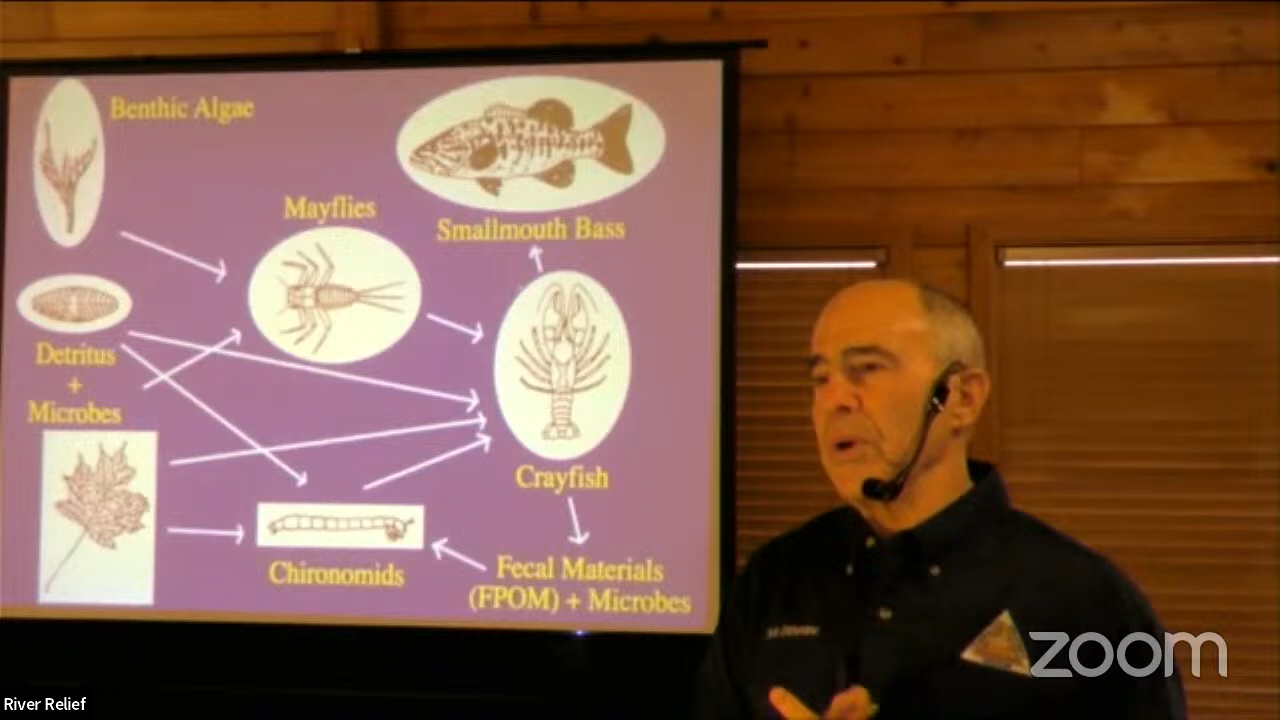 Benthic Algae
Mayflies
Smallmouth Bass
Detritus
+
Microbes
Crayfish
Chironomids
Fecal Materials
(FPOM) + Microbes
zoom
River Relief